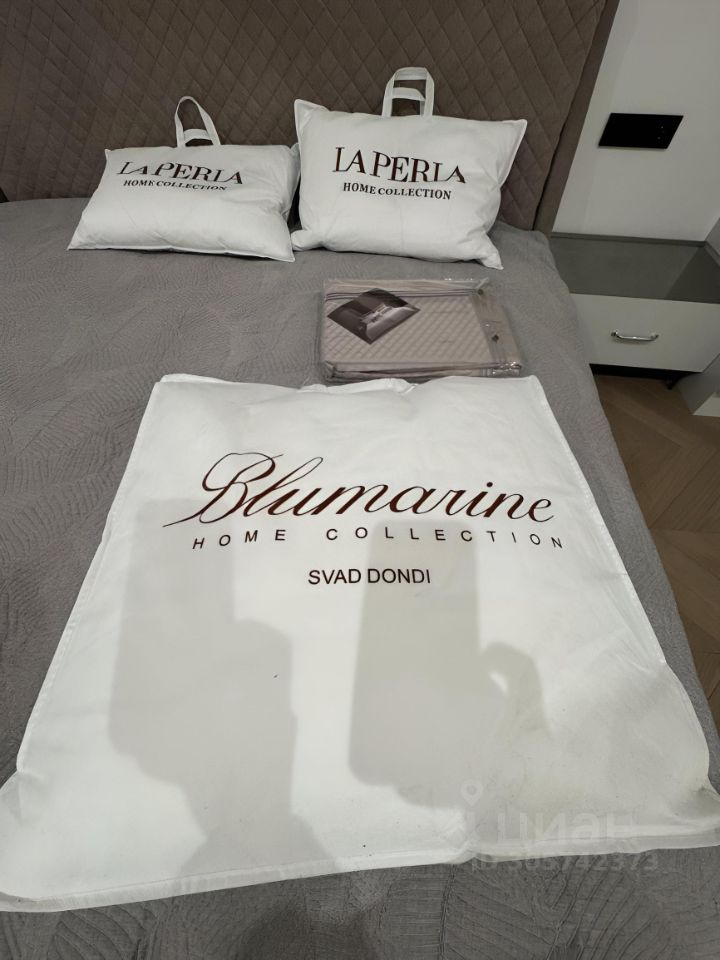 LA PERLA
HOME COLLECTION
LA PERLA
HOME COLLECTION
Blumarine
HOME COLLECTION
SVAD DONDI
циан